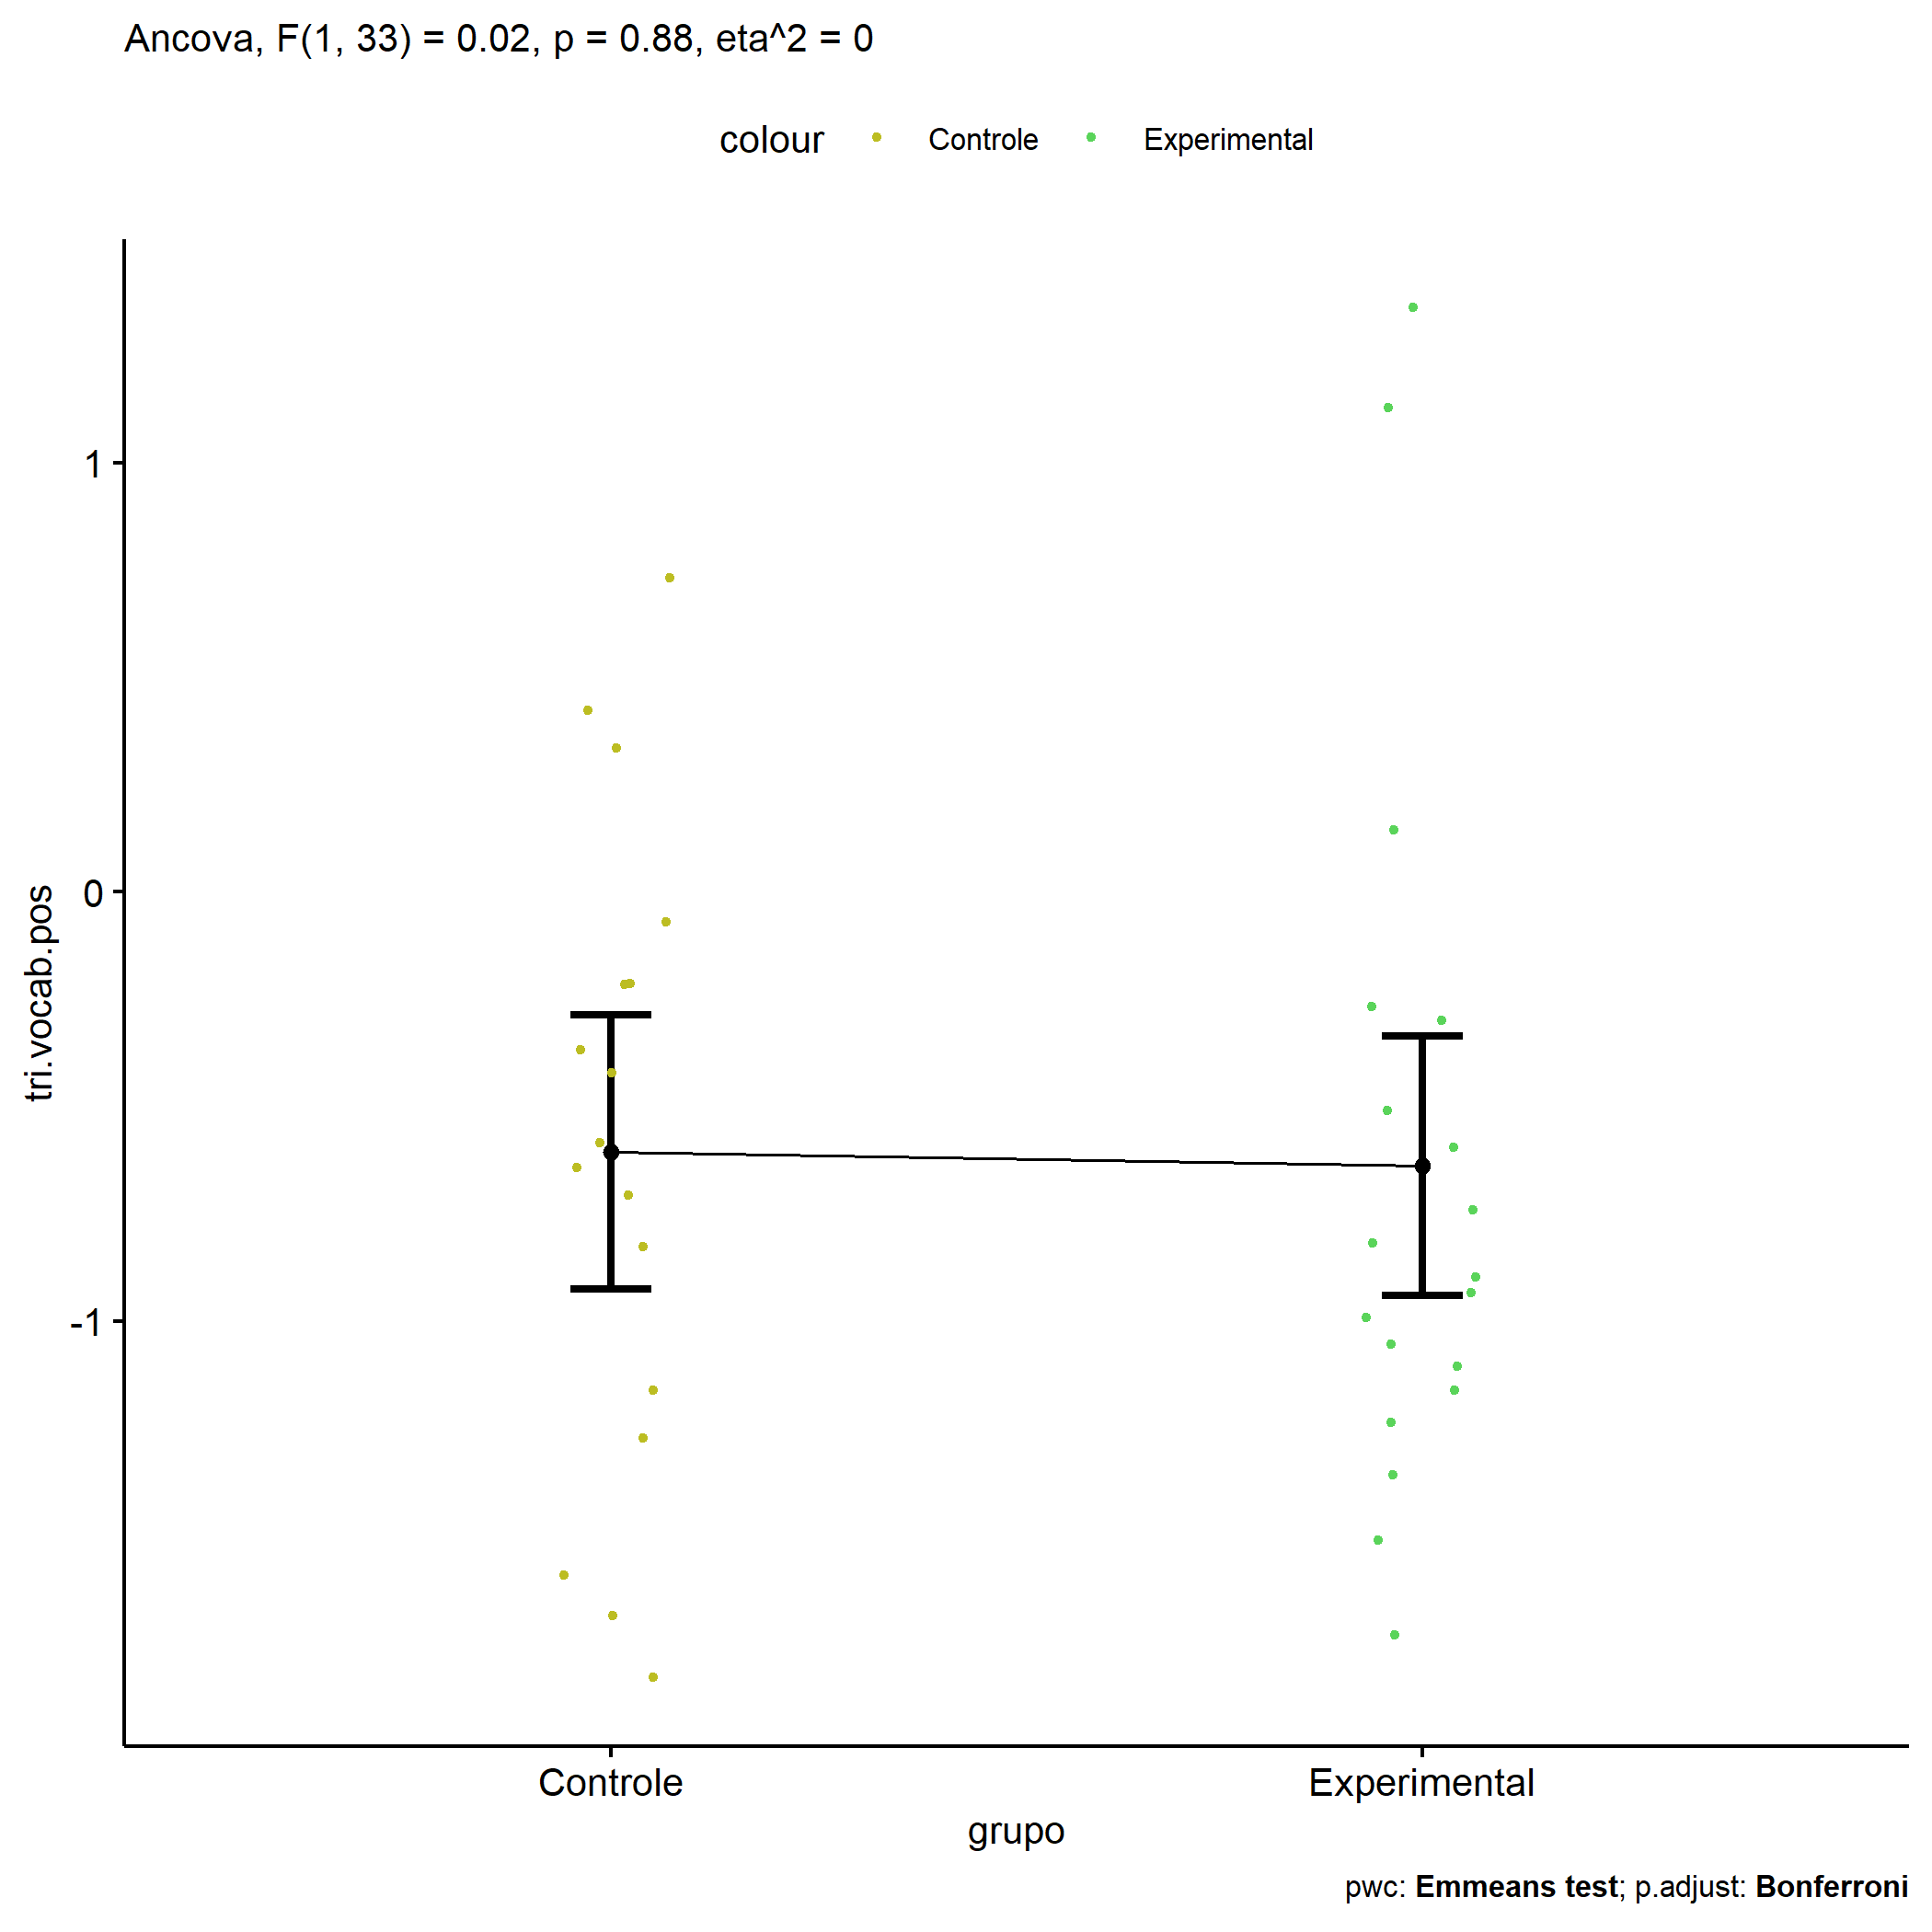 Ancova, F(1, 33) = 0.02, p = 0.88, eta^2 = 0
colour Controle Experimental
tri.vocab.pos
1
0
-1
Controle Experimental
grupo
pwc: Emmeans test; p.adjust: Bonferroni